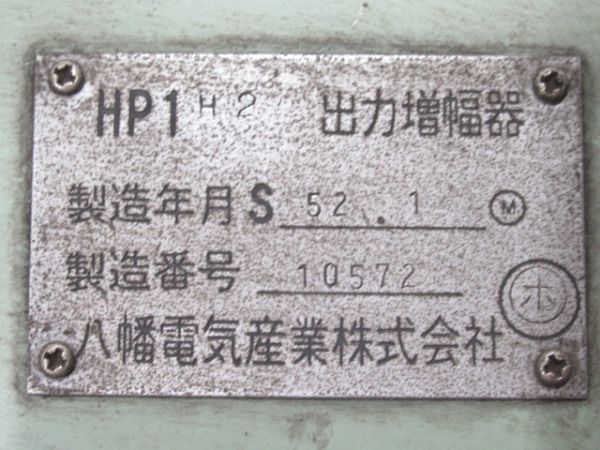 HP1 H2 出力増幅器
製造年月 S 52.1 Ⓜ
製造番号 10572
ホ
八幡電気産業株式会社